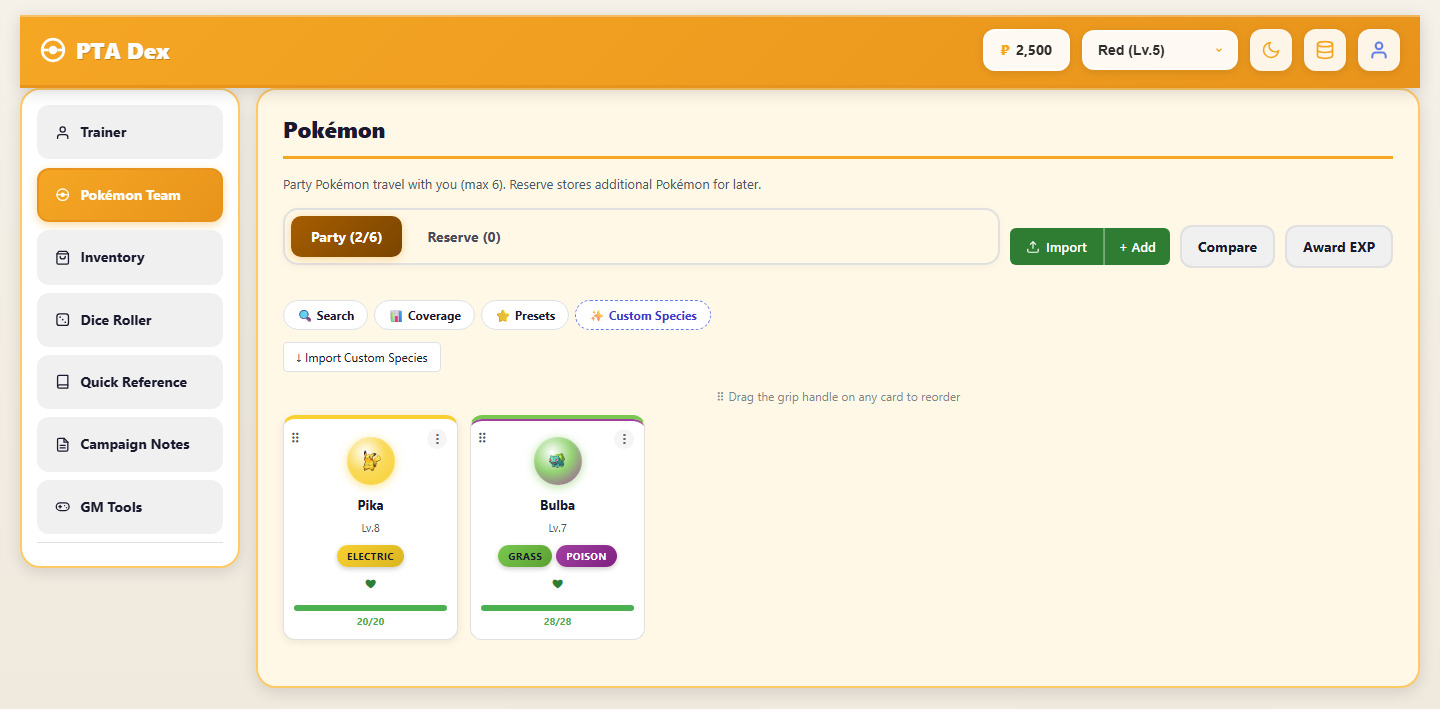 PTA Dex
₽ 2,500
Red (Lv.5)
Trainer
Pokémon Team
Inventory
Dice Roller
Quick Reference
Campaign Notes
GM Tools
Pokémon
Party Pokémon travel with you (max 6). Reserve stores additional Pokémon for later.
Party (2/6)
Reserve (0)
Import
+ Add
Compare
Award EXP
Search
Coverage
Presets
Custom Species
↓ Import Custom Species
Drag the grip handle on any card to reorder
Pika
Lv.8
ELECTRIC
20/20
Bulba
Lv.7
GRASS POISON
28/28